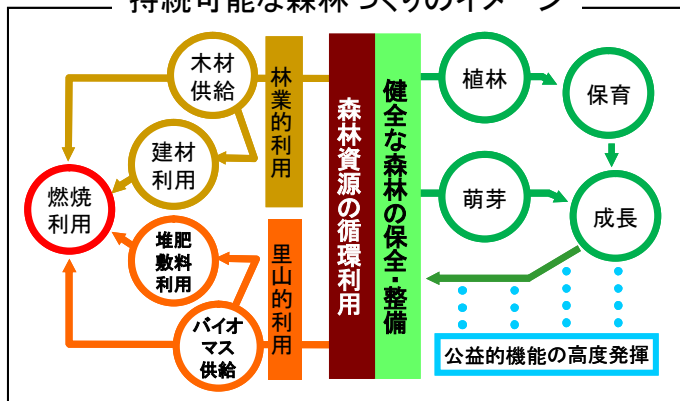 持続可能な森林づくりのイメージ
木材
供給
建材
利用
燃焼
利用
堆肥
敷料
利用
バイオ
マス
供給
林業的利用
里山的利用
森林資源の循環利用
健全な森林の保全・整備
植林
保育
萌芽
成長
公益的機能の高度発揮